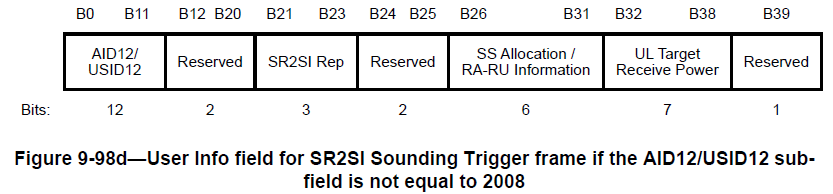 B0 B11 B12 B20 B21 B23 B24 B25 B26 B31 B32 B38 B39
AID12/ USID12 Reserved SR2SI Rep Reserved SS Allocation / RA-RU Information UL Target Receive Power Reserved
Bits: 12 2 3 2 6 7 1
Figure 9-98d—User Info field for SR2SI Sounding Trigger frame if the AID12/USID12 sub-
field is not equal to 2008